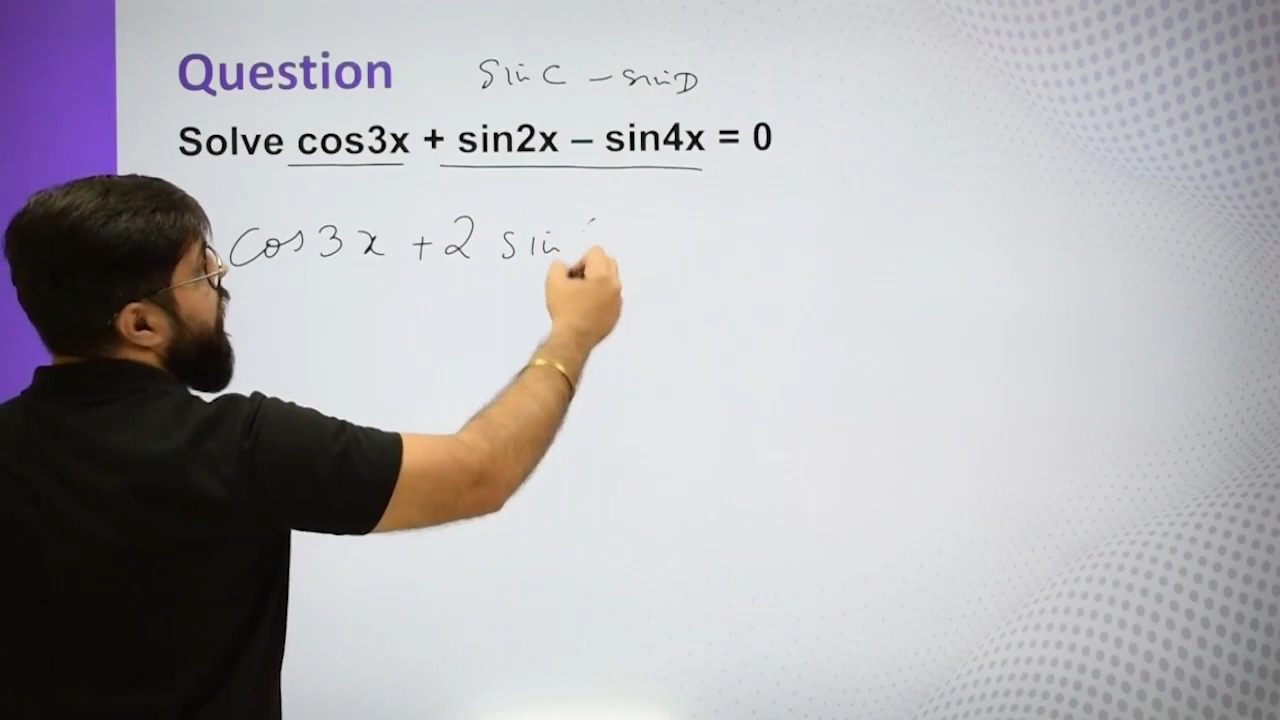 Question sin C – sin D
Solve cos3x + sin2x – sin4x = 0
cos 3x + 2 sin